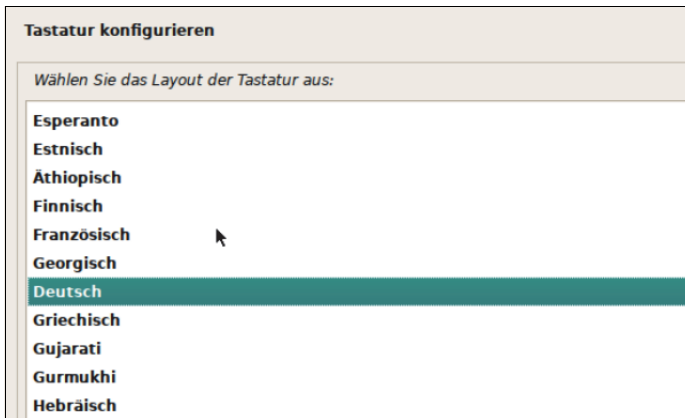 Tastatur konfigurieren
Wählen Sie das Layout der Tastatur aus:
Esperanto
Estnisch
Äthiopisch
Finnisch
Französisch
Georgisch
Deutsch
Griechisch
Gujarati
Gurmukhi
Hebräisch